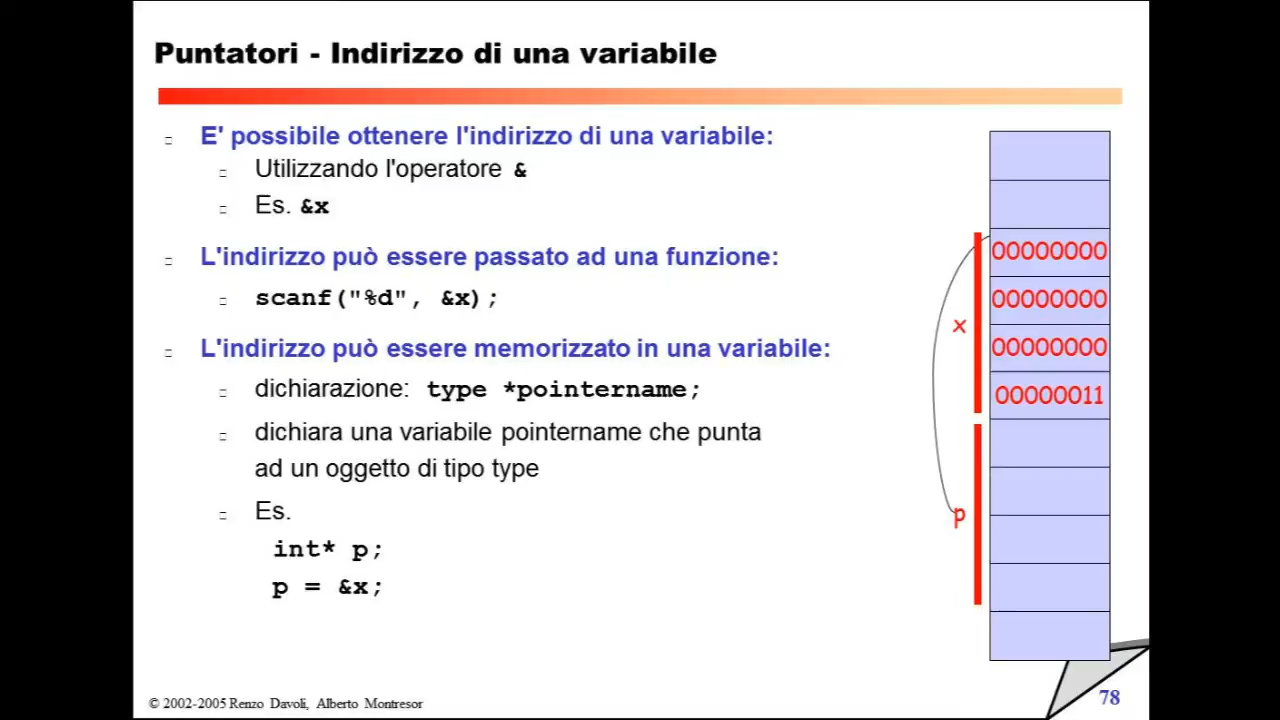 Puntatori - Indirizzo di una variabile
E' possibile ottenere l'indirizzo di una variabile:
Utilizzando l'operatore &
Es. &x
L'indirizzo può essere passato ad una funzione:
scanf("%d", &x);
L'indirizzo può essere memorizzato in una variabile:
dichiarazione: type *pointername;
dichiara una variabile pointername che punta
ad un oggetto di tipo type
Es.
int* p;
p = &x;
00000000
00000000
x
00000000
00000011
p
© 2002-2005 Renzo Davoli, Alberto Montresor
78